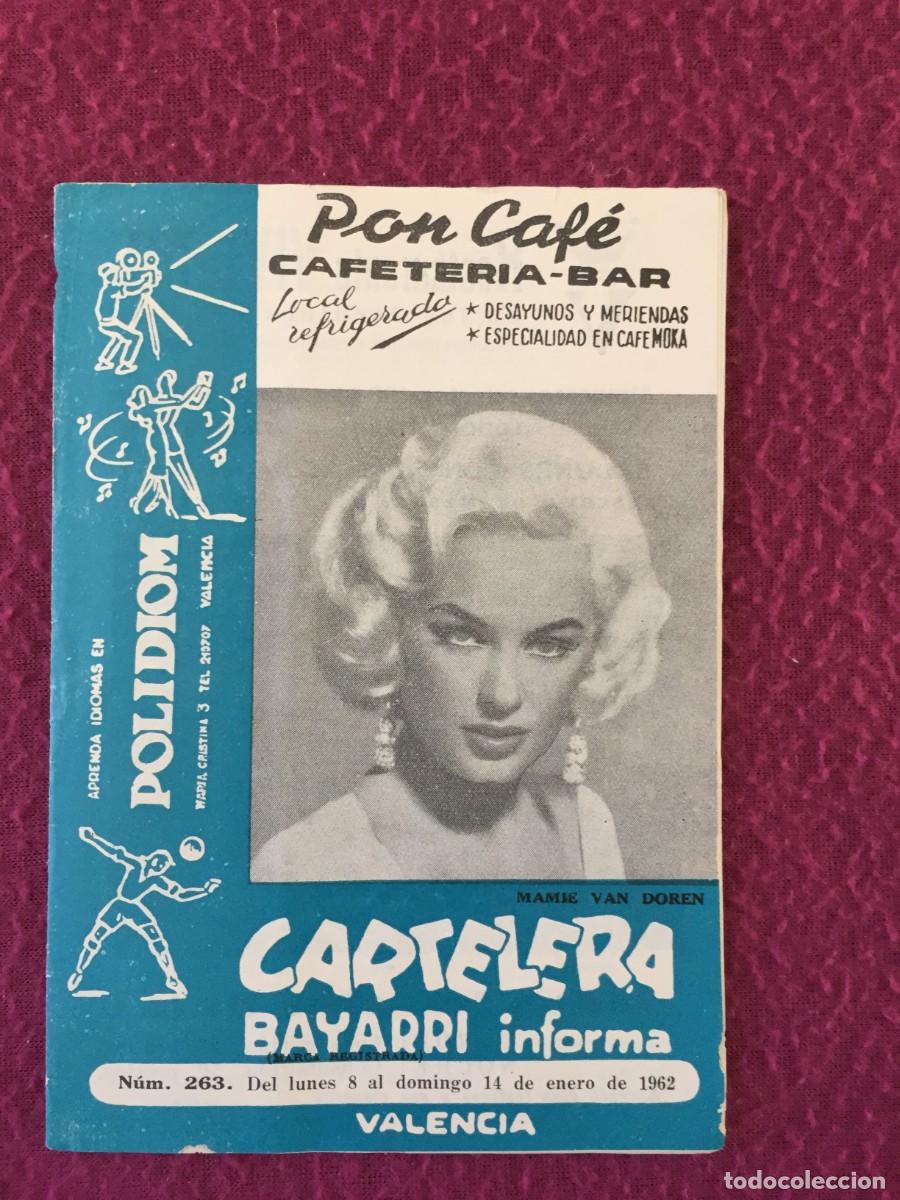 Pon Café
CAFETERIA-BAR
Local refrigerado
★ DESAYUNOS Y MERIENDAS
★ ESPECIALIDAD EN CAFE MOKA
APRENDA IDIOMAS EN
POLIDIOM
MARIA CRISTINA 3 TEL 210707 VALENCIA
MAMIE VAN DOREN
CARTELERA
BAYARRI informa
(MARCA REGISTRADA)
Núm. 263. Del lunes 8 al domingo 14 de enero de 1962
VALENCIA
todocoleccion